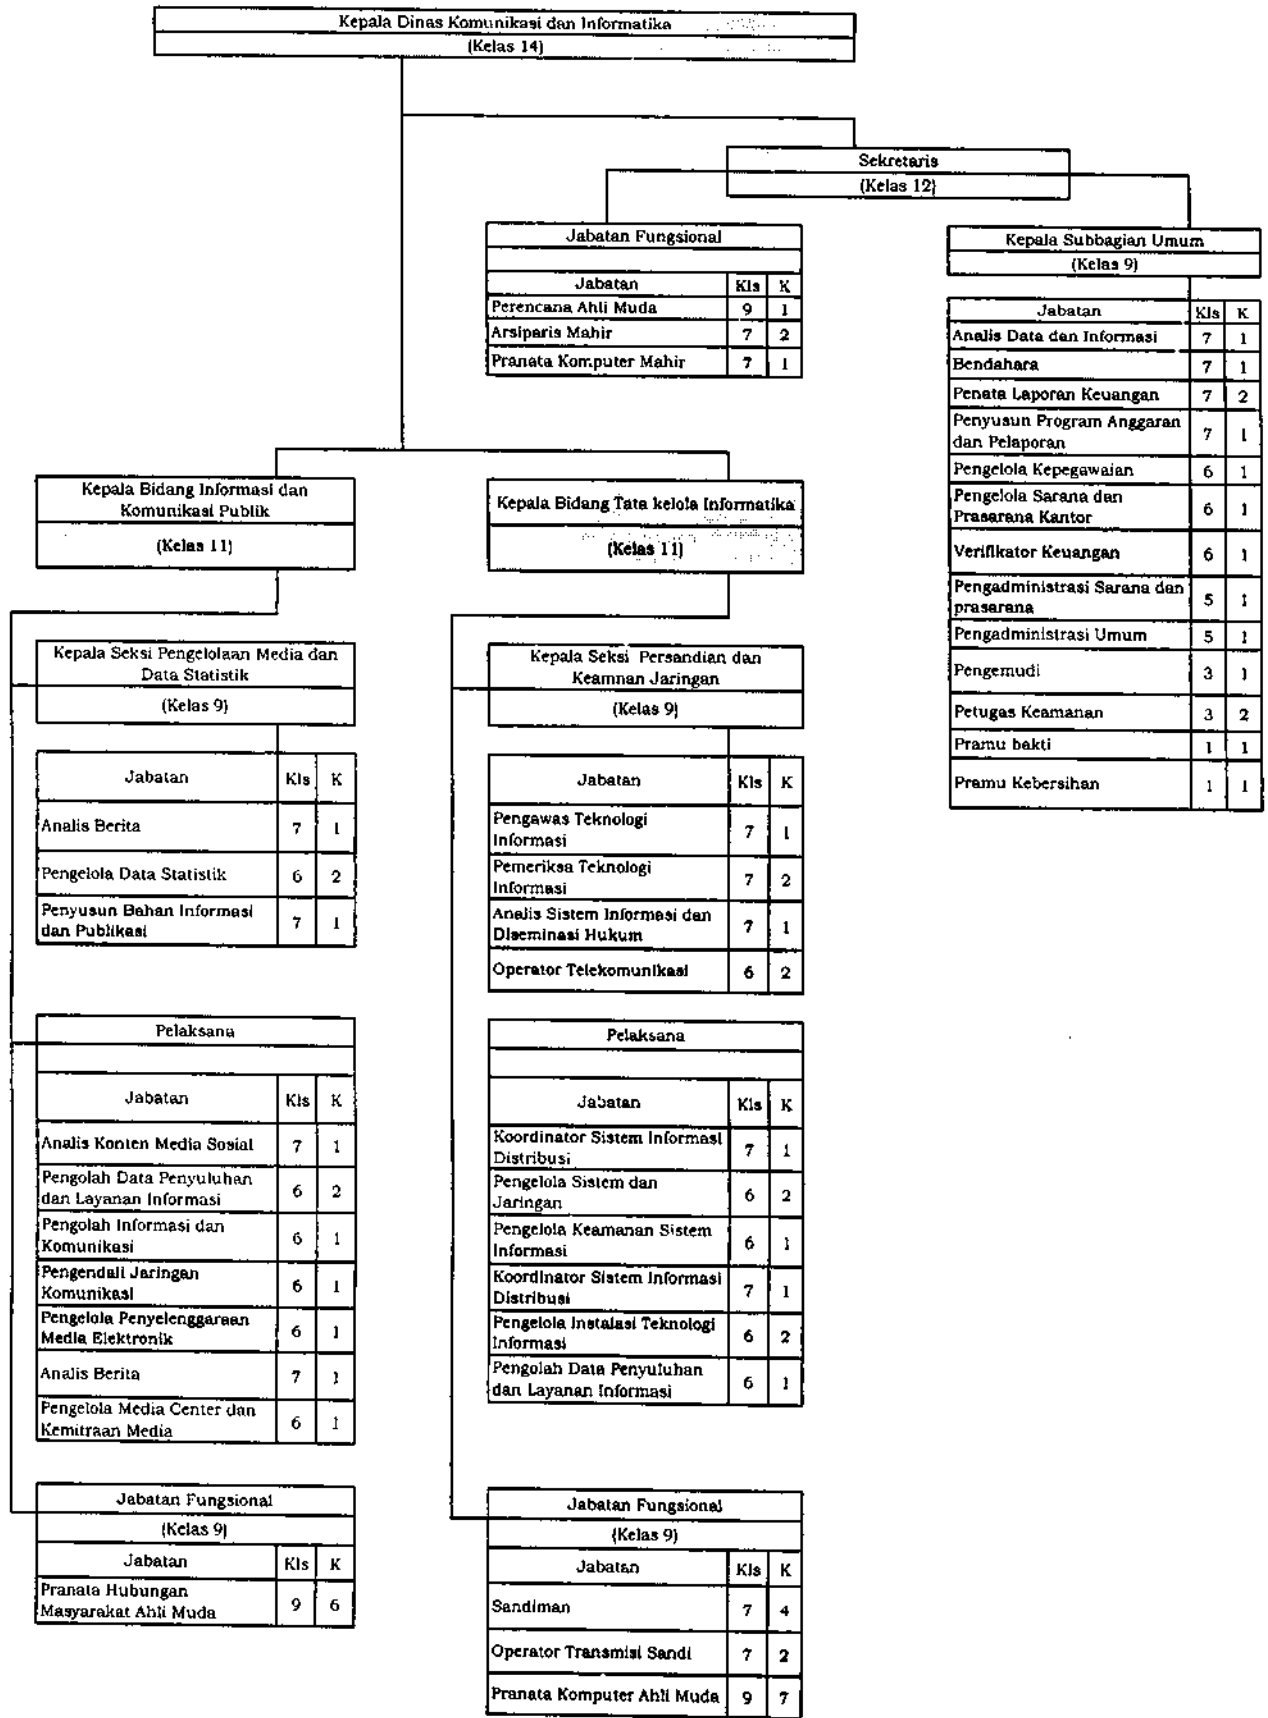 Kepala Dinas Komunikasi dan Informatika
(Kelas 14)
Sekretaris
(Kelas 12)
Jabatan Fungsional
Jabatan Kls K
Perencana Ahli Muda 9 1
Arsiparis Mahir 7 2
Pranata Komputer Mahir 7 1
Kepala Subbagian Umum
(Kelas 9)
Jabatan Kls K
Analis Data dan Informasi 7 1
Bendahara 7 1
Penata Laporan Keuangan 7 2
Penyusun Program Anggaran
dan Pelaporan 7 1
Pengelola Kepegawaian 6 1
Pengelola Sarana dan
Prasarana Kantor 6 1
Verifikator Keuangan 6 1
Pengadministrasi Sarana dan
prasarana 5 1
Pengadministrasi Umum 5 1
Pengemudi 3 1
Petugas Keamanan 3 2
Pramu bakti 1 1
Pramu Kebersihan 1 1
Kepala Bidang Informasi dan
Komunikasi Publik
(Kelas 11)
Kepala Seksi Pengelolaan Media dan
Data Statistik
(Kelas 9)
Jabatan Kls K
Analis Berita 7 1
Pengelola Data Statistik 6 2
Penyusun Bahan Informasi
dan Publikasi 7 1
Pelaksana
Jabatan Kls K
Analis Konten Media Sosial 7 1
Pengolah Data Penyuluhan
dan Layanan Informasi 6 2
Pengolah Informasi dan
Komunikasi 6 1
Pengendali Jaringan
Komunikasi 6 1
Pengelola Penyelenggaraan
Media Elektronik 6 1
Analis Berita 7 1
Pengelola Media Center dan
Kemitraan Media 6 1
Jabatan Fungsional
(Kelas 9)
Jabatan Kls K
Pranata Hubungan
Masyarakat Ahli Muda 9 6
Kepala Bidang Tata kelola Informatika
(Kelas 11)
Kepala Seksi Persandian dan
Keamnan Jaringan
(Kelas 9)
Jabatan Kls K
Pengawas Teknologi
Informasi 7 1
Pemeriksa Teknologi
Informasi 7 2
Analis Sistem Informasi dan
Diseminasi Hukum 7 1
Operator Telekomunikasi 6 2
Pelaksana
Jabatan Kls K
Koordinator Sistem Informasi
Distribusi 7 1
Pengelola Sistem dan
Jaringan 6 2
Pengelola Keamanan Sistem
Informasi 6 1
Koordinator Sistem Informasi
Distribusi 7 1
Pengelola Instalasi Teknologi
Informasi 6 2
Pengolah Data Penyuluhan
dan Layanan Informasi 6 1
Jabatan Fungsional
(Kelas 9)
Jabatan Kls K
Sandiman 7 4
Operator Transmisi Sandi 7 2
Pranata Komputer Ahli Muda 9 7